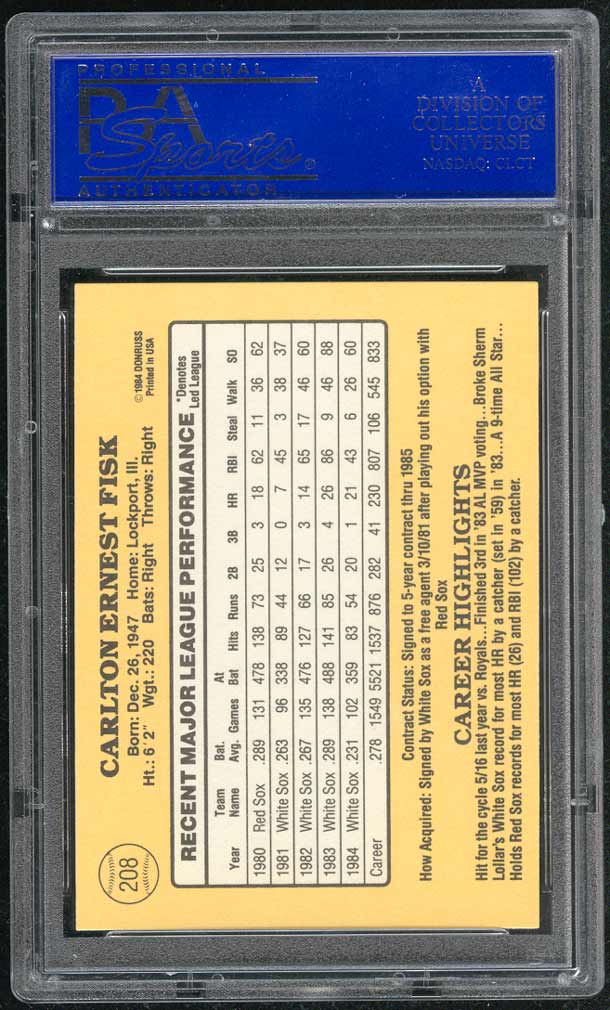 PROFESSIONAL
PSA
Sports®
AUTHENTICATOR
A
DIVISION OF
COLLECTORS
UNIVERSE
NASDAQ: CLCT
208
CARLTON ERNEST FISK
© 1984 DONRUSS
Printed in USA
Born: Dec. 26, 1947 Home: Lockport, Ill.
Ht.: 6'2" Wgt.: 220 Bats: Right Throws: Right
RECENT MAJOR LEAGUE PERFORMANCE *Denotes Led League
Year Team Name Bat. Avg. Games At Bat Hits Runs 2B 3B HR RBI Steal Walk SO
1980 Red Sox .289 131 478 138 73 25 3 18 62 11 36 62
1981 White Sox .263 96 338 89 44 12 0 7 45 3 38 37
1982 White Sox .267 135 476 127 66 17 3 14 65 17 46 60
1983 White Sox .289 138 488 141 85 26 4 26 86 9 46 88
1984 White Sox .231 102 359 83 54 20 1 21 43 6 26 60
Career .278 1549 5521 1537 876 282 41 230 807 106 545 833
Contract Status: Signed to 5-year contract thru 1985
How Acquired: Signed by White Sox as a free agent 3/10/81 after playing out his option with
Red Sox
CAREER HIGHLIGHTS
Hit for the cycle 5/16 last year vs. Royals...Finished 3rd in '83 AL MVP voting...Broke Sherm
Lollar's White Sox record for most HR by a catcher (set in '59) in '83...A 9-time All Star...
Holds Red Sox records for most HR (26) and RBI (102) by a catcher.